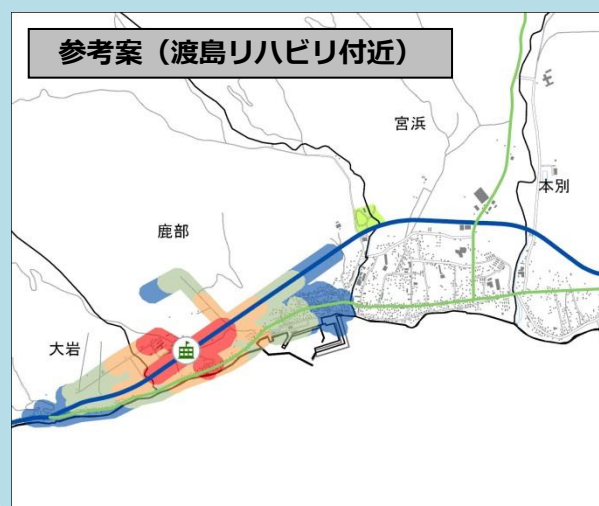 参考案（渡島リハビリ付近）
宮浜
本別
鹿部
大岩